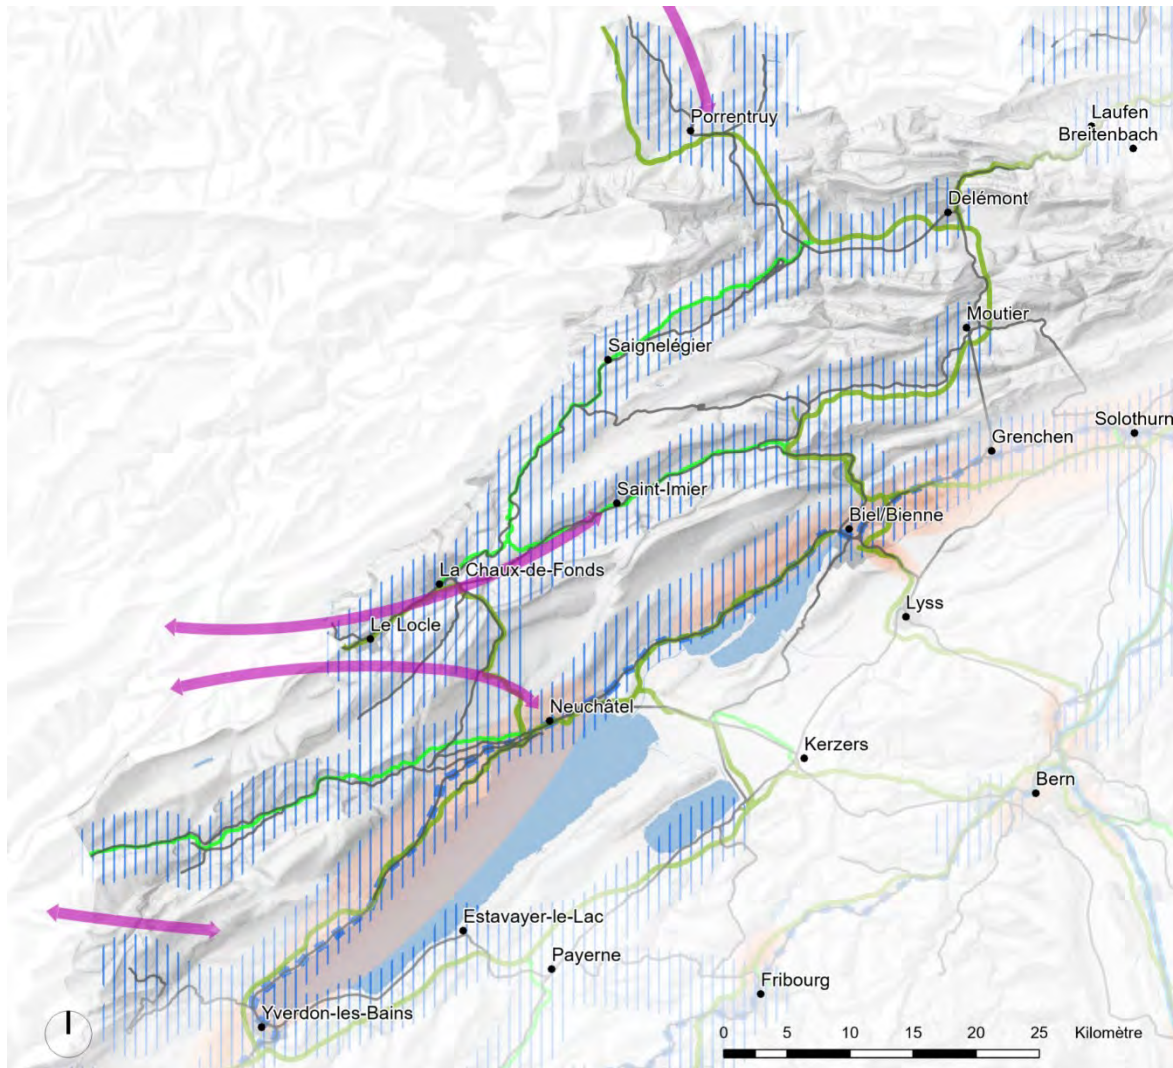 Laufen
Porrentruy
Breitenbach
Delémont
Moutier
Saignelégier
Solothurn
Grenchen
Saint-Imier
Biel/Bienne
La Chaux-de-Fonds
Lyss
Le Locle
Neuchâtel
Kerzers
Bern
Estavayer-le-Lac
Payerne
Fribourg
Yverdon-les-Bains
0 5 10 15 20 25 Kilomètre